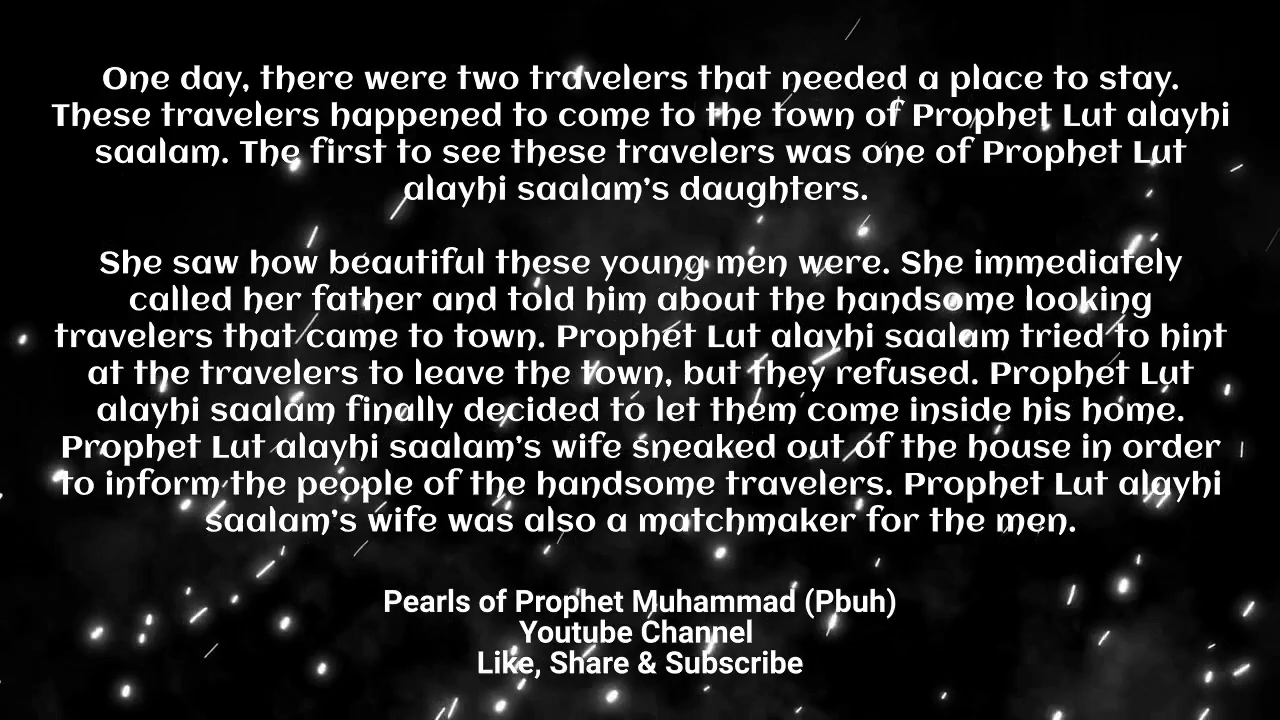 One day, there were two travelers that needed a place to stay.
These travelers happened to come to the town of Prophet Lut alayhi
saalam. The first to see these travelers was one of Prophet Lut
alayhi saalam's daughters.
She saw how beautiful these young men were. She immediately
called her father and told him about the handsome looking
travelers that came to town. Prophet Lut alayhi saalam tried to hint
at the travelers to leave the town, but they refused. Prophet Lut
alayhi saalam finally decided to let them come inside his home.
Prophet Lut alayhi saalam's wife sneaked out of the house in order
to inform the people of the handsome travelers. Prophet Lut alayhi
saalam's wife was also a matchmaker for the men.
Pearls of Prophet Muhammad (Pbuh)
Youtube Channel
Like, Share & Subscribe